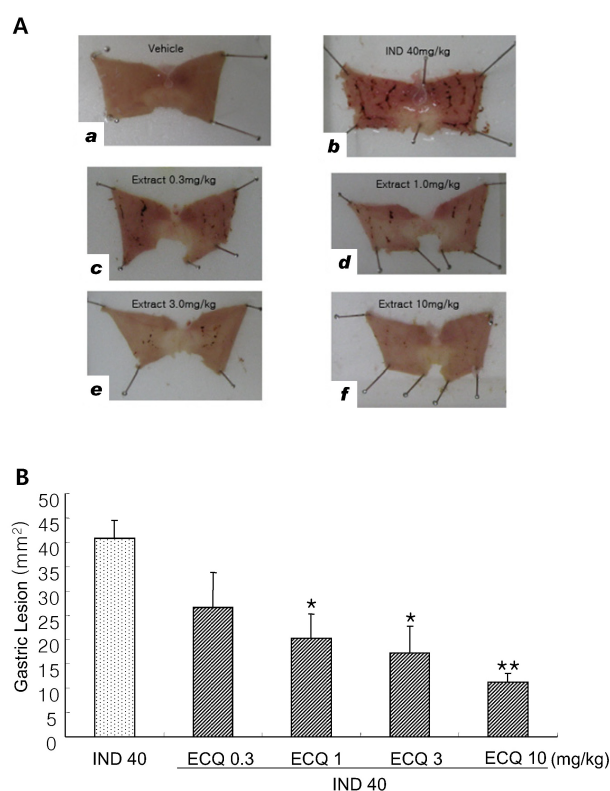 A
Vehicle
a
IND 40mg/kg
b
Extract 0.3mg/kg
c
Extract 1.0mg/kg
d
Extract 3.0mg/kg
e
Extract 10mg/kg
f
B
Gastric Lesion (mm²)
50
45
40
35
30
25
20
15
10
5
0
*
*
**
IND 40 ECQ 0.3 ECQ 1 ECQ 3 ECQ 10 (mg/kg)
IND 40